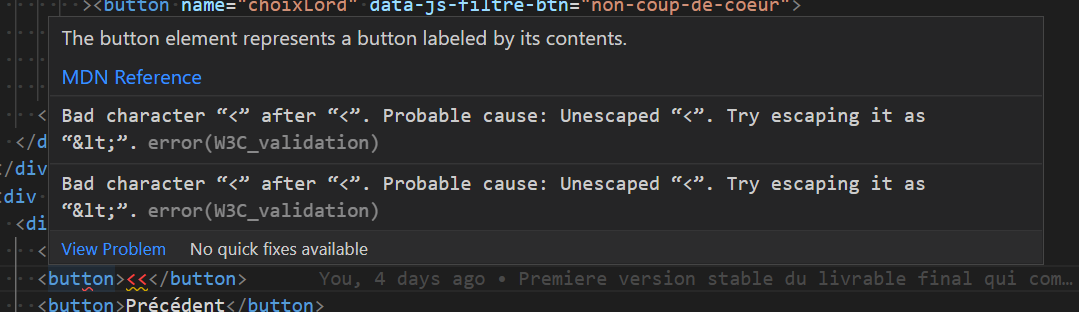 ><button name="choixLord" data-js-filtre-btn="non-coup-de-coeur">
The button element represents a button labeled by its contents.
MDN Reference
Bad character “<” after “<”. Probable cause: Unescaped “<”. Try escaping it as
“&lt;”. error(W3C_validation)
Bad character “<” after “<”. Probable cause: Unescaped “<”. Try escaping it as
“&lt;”. error(W3C_validation)
View Problem No quick fixes available
<
</d
/div
div
<di
<
<button><<</button> You, 4 days ago • Premiere version stable du livrable final qui com…
<button>Précédent</button>